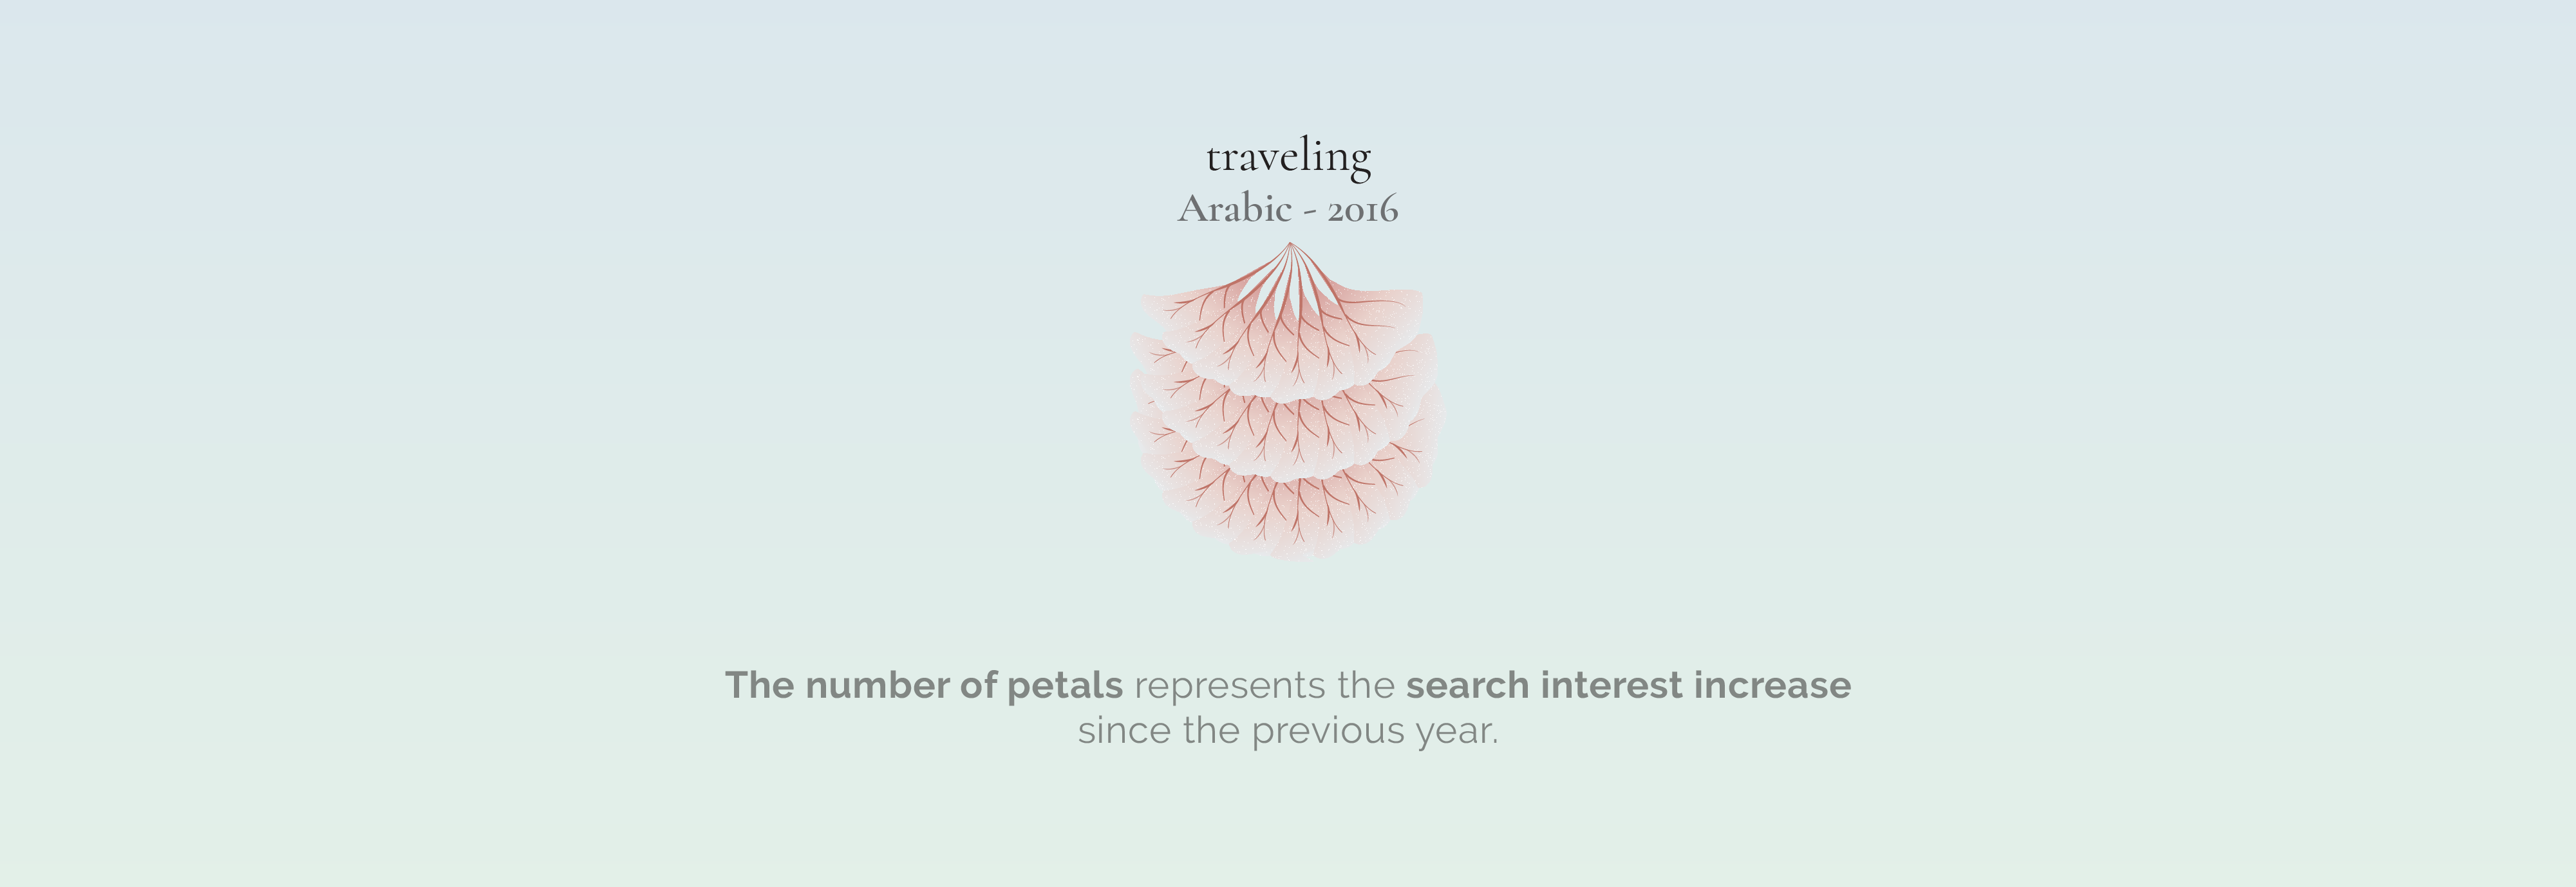 traveling
Arabic - 2016
The number of petals represents the search interest increase
since the previous year.